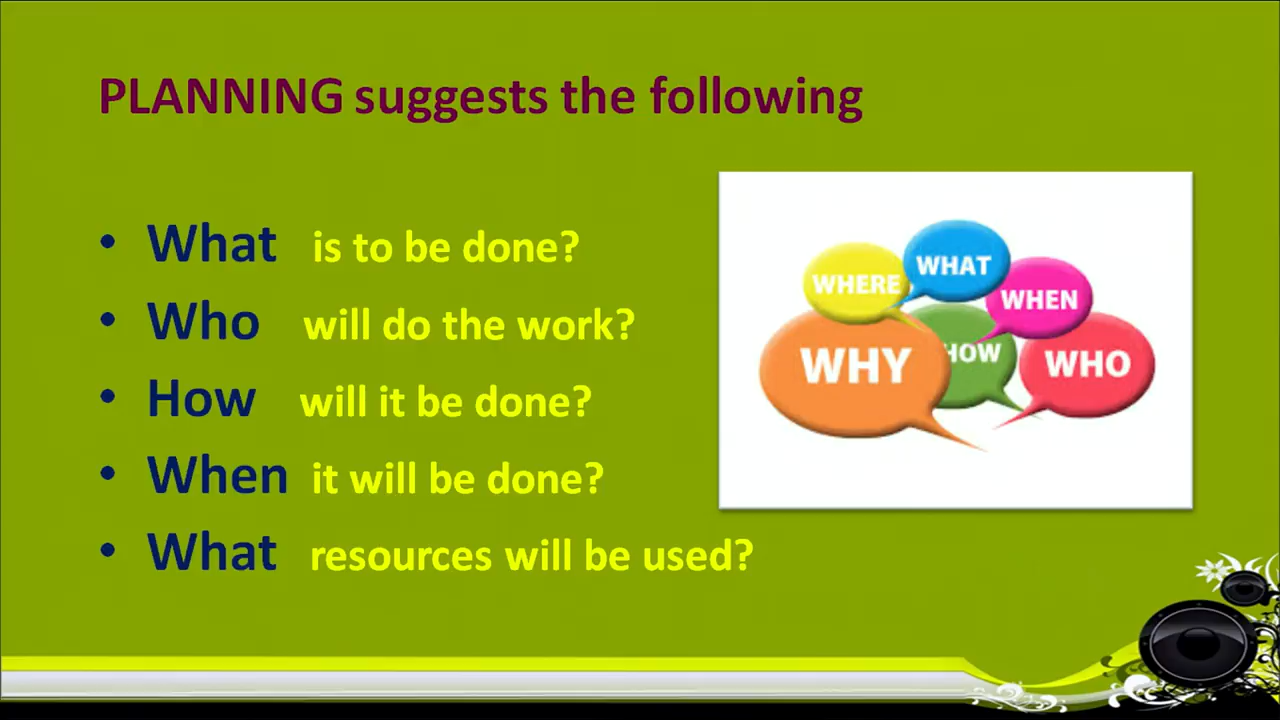 PLANNING suggests the following
• What is to be done?
• Who will do the work?
• How will it be done?
• When it will be done?
• What resources will be used?
WHERE
WHAT
WHEN
WHY
HOW
WHO